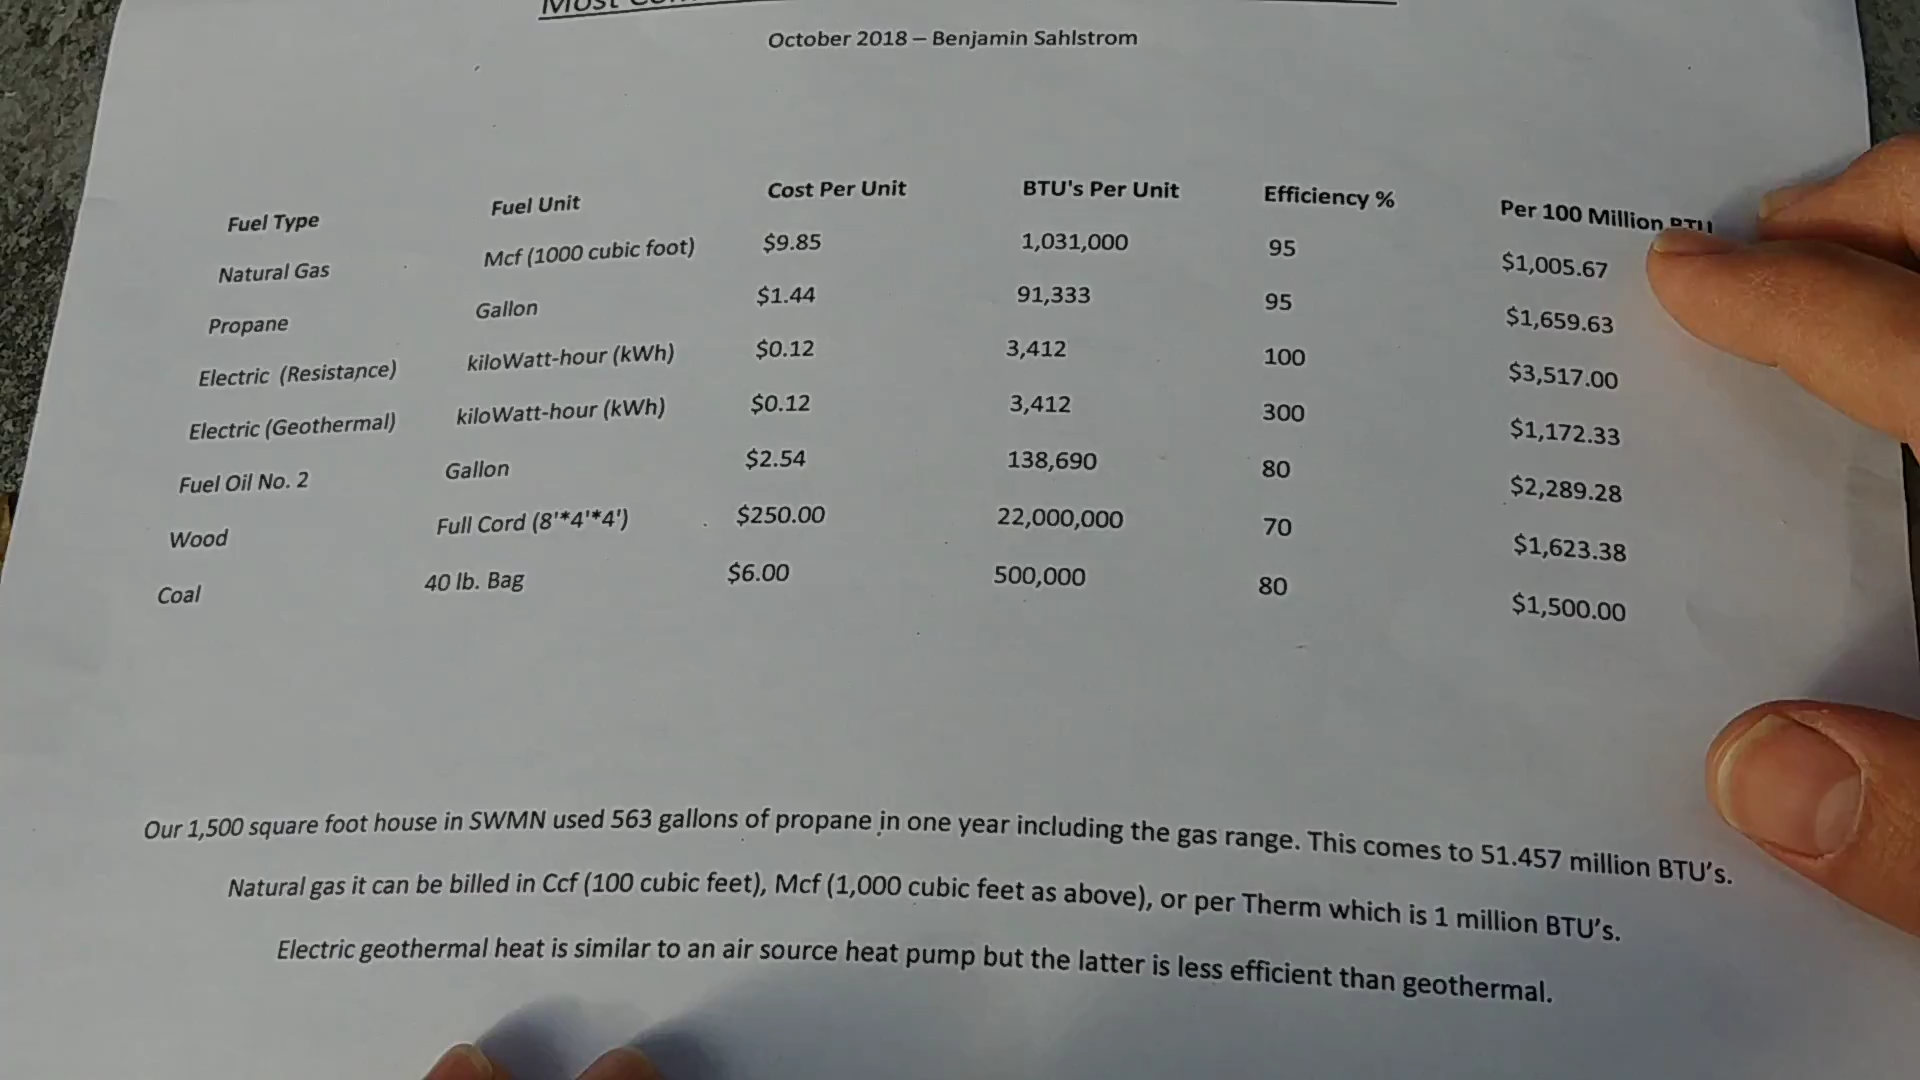 October 2018 – Benjamin Sahlstrom
Fuel Type Fuel Unit Cost Per Unit BTU's Per Unit Efficiency % Per 100 Million BTU
Natural Gas Mcf (1000 cubic foot) $9.85 1,031,000 95 $1,005.67
Propane Gallon $1.44 91,333 95 $1,659.63
Electric (Resistance) kiloWatt-hour (kWh) $0.12 3,412 100 $3,517.00
Electric (Geothermal) kiloWatt-hour (kWh) $0.12 3,412 300 $1,172.33
Fuel Oil No. 2 Gallon $2.54 138,690 80 $2,289.28
Wood Full Cord (8'*4'*4') $250.00 22,000,000 70 $1,623.38
Coal 40 lb. Bag $6.00 500,000 80 $1,500.00
Our 1,500 square foot house in SWMN used 563 gallons of propane in one year including the gas range. This comes to 51.457 million BTU's.
Natural gas it can be billed in Ccf (100 cubic feet), Mcf (1,000 cubic feet as above), or per Therm which is 1 million BTU's.
Electric geothermal heat is similar to an air source heat pump but the latter is less efficient than geothermal.